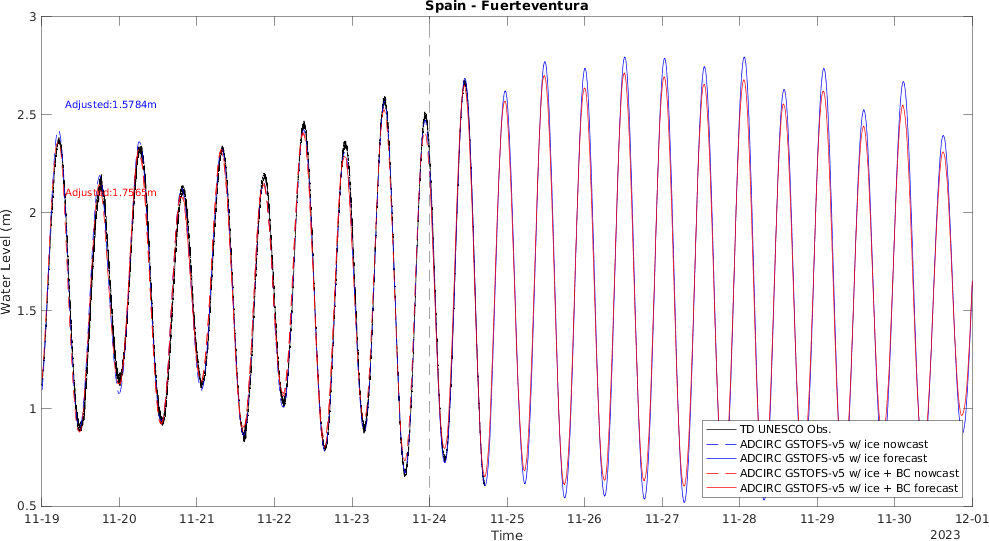 Spain - Fuerteventura
3
2.5
2
1.5
1
0.5
Water Level (m)
Adjusted:1.5784m
Adjusted:1.7565m
TD UNESCO Obs.
ADCIRC GSTOFS-v5 w/ ice nowcast
ADCIRC GSTOFS-v5 w/ ice forecast
ADCIRC GSTOFS-v5 w/ ice + BC nowcast
ADCIRC GSTOFS-v5 w/ ice + BC forecast
11-19 11-20 11-21 11-22 11-23 11-24 11-25 11-26 11-27 11-28 11-29 11-30 12-01
Time
2023